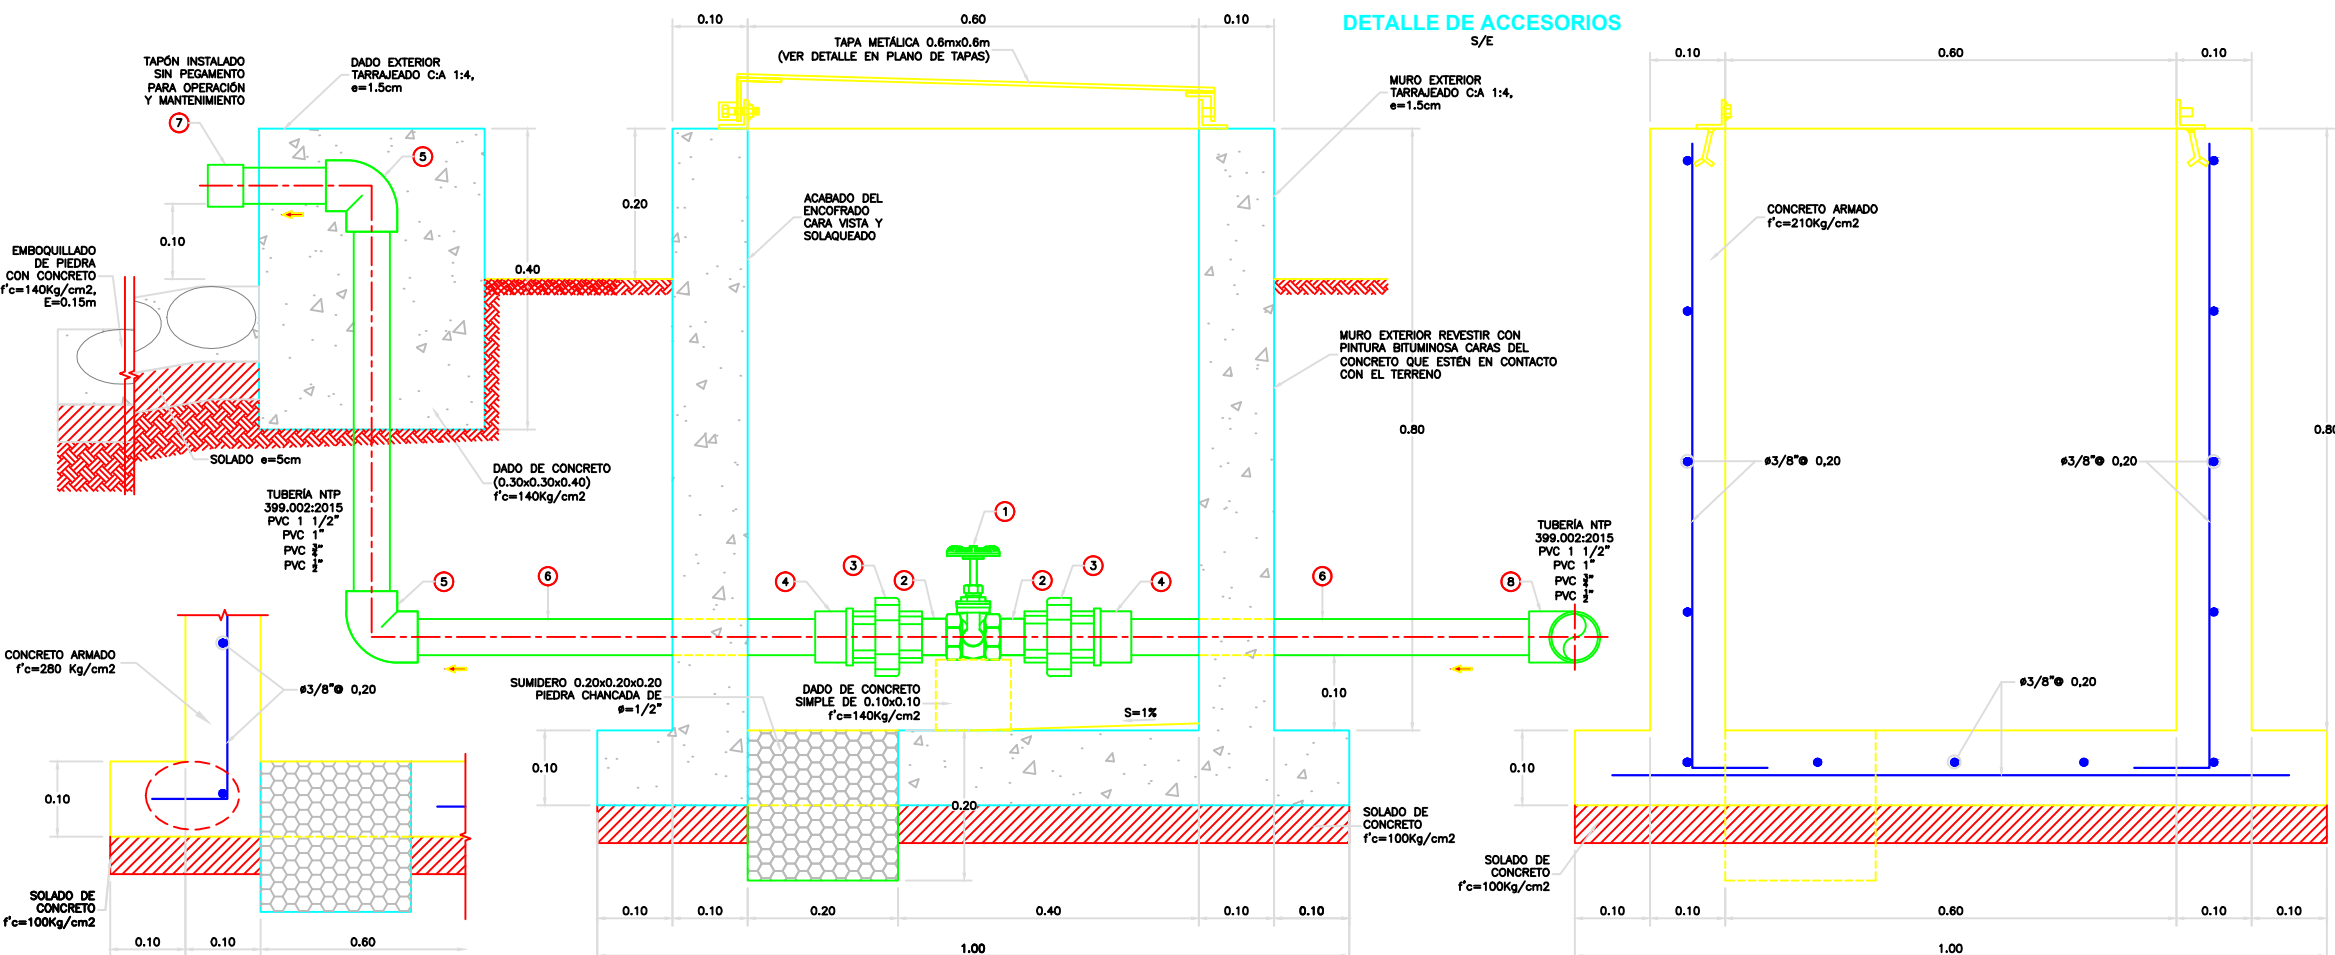 DETALLE DE ACCESORIOS
S/E
0.10
0.60
0.10
TAPA METÁLICA 0.6mx0.6m
(VER DETALLE EN PLANO DE TAPAS)
TAPÓN INSTALADO
SIN PEGAMENTO
PARA OPERACIÓN
Y MANTENIMIENTO
7
DADO EXTERIOR
TARRAJEADO C:A 1:4,
e=1.5cm
5
0.10
0.40
0.20
EMBOQUILLADO
DE PIEDRA
CON CONCRETO
f'c=140Kg/cm2,
E=0.15m
SOLADO e=5cm
DADO DE CONCRETO
(0.30x0.30x0.40)
f'c=140Kg/cm2
TUBERÍA NTP
399.002:2015
PVC 1 1/2"
PVC 1"
PVC
PVC
5
6
ACABADO DEL
ENCOFRADO
CARA VISTA Y
SOLAQUEADO
MURO EXTERIOR
TARRAJEADO C:A 1:4,
e=1.5cm
MURO EXTERIOR REVESTIR CON
PINTURA BITUMINOSA CARAS DEL
CONCRETO QUE ESTÉN EN CONTACTO
CON EL TERRENO
0.80
4
3
2
1
2
3
4
6
8
TUBERÍA NTP
399.002:2015
PVC 1 1/2"
PVC 1"
PVC
PVC
SUMIDERO 0.20x0.20x0.20
PIEDRA CHANCADA DE
ø=1/2"
DADO DE CONCRETO
SIMPLE DE 0.10x0.10
f'c=140Kg/cm2
S=1%
0.10
0.10
0.20
SOLADO DE
CONCRETO
f'c=100Kg/cm2
0.10
0.10
0.20
0.40
0.10
0.10
1.00
CONCRETO ARMADO
f'c=280 Kg/cm2
ø3/8"@ 0,20
0.10
SOLADO DE
CONCRETO
f'c=100Kg/cm2
0.10
0.10
0.60
0.10
0.60
0.10
CONCRETO ARMADO
f'c=210Kg/cm2
0.80
ø3/8"@ 0,20
ø3/8"@ 0,20
ø3/8"@ 0,20
0.10
SOLADO DE
CONCRETO
f'c=100Kg/cm2
0.10
0.10
0.60
0.10
0.10
1.00